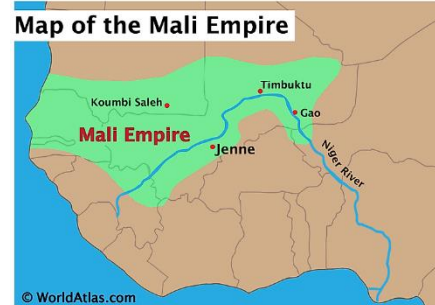 Map of the Mali Empire
Timbuktu
Koumbi Saleh
Gao
Mali Empire
Jenne
Niger River
© WorldAtlas.com